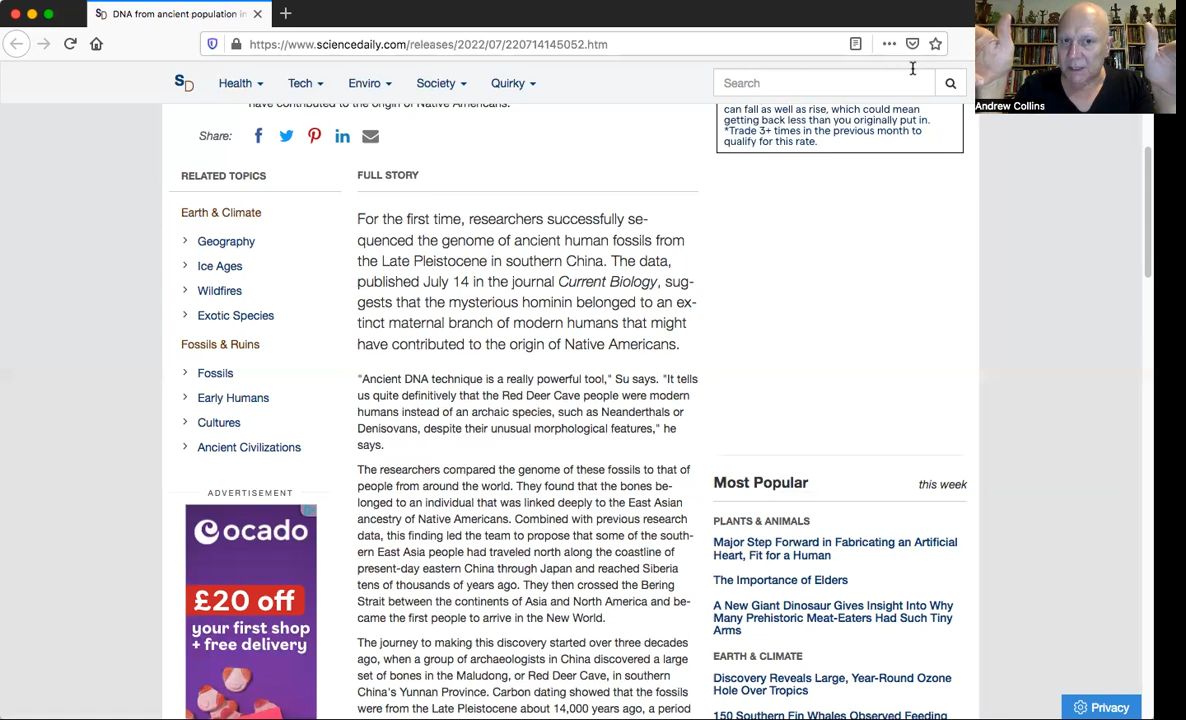 SD DNA from ancient population in
https://www.sciencedaily.com/releases/2022/07/220714145052.htm
Andrew Collins
SD
Health
Tech
Enviro
Society
Quirky
Search
have contributed to the origin of Native Americans.
Share:
can fall as well as rise, which could mean
getting back less than you originally put in.
*Trade 3+ times in the previous month to
qualify for this rate.
RELATED TOPICS
Earth & Climate
Geography
Ice Ages
Wildfires
Exotic Species
Fossils & Ruins
Fossils
Early Humans
Cultures
Ancient Civilizations
ADVERTISEMENT
ocado
£20 off
your first shop
+ free delivery
FULL STORY
For the first time, researchers successfully se-
quenced the genome of ancient human fossils from
the Late Pleistocene in southern China. The data,
published July 14 in the journal Current Biology, sug-
gests that the mysterious hominin belonged to an ex-
tinct maternal branch of modern humans that might
have contributed to the origin of Native Americans.
"Ancient DNA technique is a really powerful tool," Su says. "It tells
us quite definitively that the Red Deer Cave people were modern
humans instead of an archaic species, such as Neanderthals or
Denisovans, despite their unusual morphological features," he
says.
The researchers compared the genome of these fossils to that of
people from around the world. They found that the bones be-
longed to an individual that was linked deeply to the East Asian
ancestry of Native Americans. Combined with previous research
data, this finding led the team to propose that some of the south-
ern East Asia people had traveled north along the coastline of
present-day eastern China through Japan and reached Siberia
tens of thousands of years ago. They then crossed the Bering
Strait between the continents of Asia and North America and be-
came the first people to arrive in the New World.
The journey to making this discovery started over three decades
ago, when a group of archaeologists in China discovered a large
set of bones in the Maludong, or Red Deer Cave, in southern
China's Yunnan Province. Carbon dating showed that the fossils
were from the Late Pleistocene about 14,000 years ago, a period
Most Popular
this week
PLANTS & ANIMALS
Major Step Forward in Fabricating an Artificial
Heart, Fit for a Human
The Importance of Elders
A New Giant Dinosaur Gives Insight Into Why
Many Prehistoric Meat-Eaters Had Such Tiny
Arms
EARTH & CLIMATE
Discovery Reveals Large, Year-Round Ozone
Hole Over Tropics
150 Southern Fin Whales Observed Feeding
Privacy